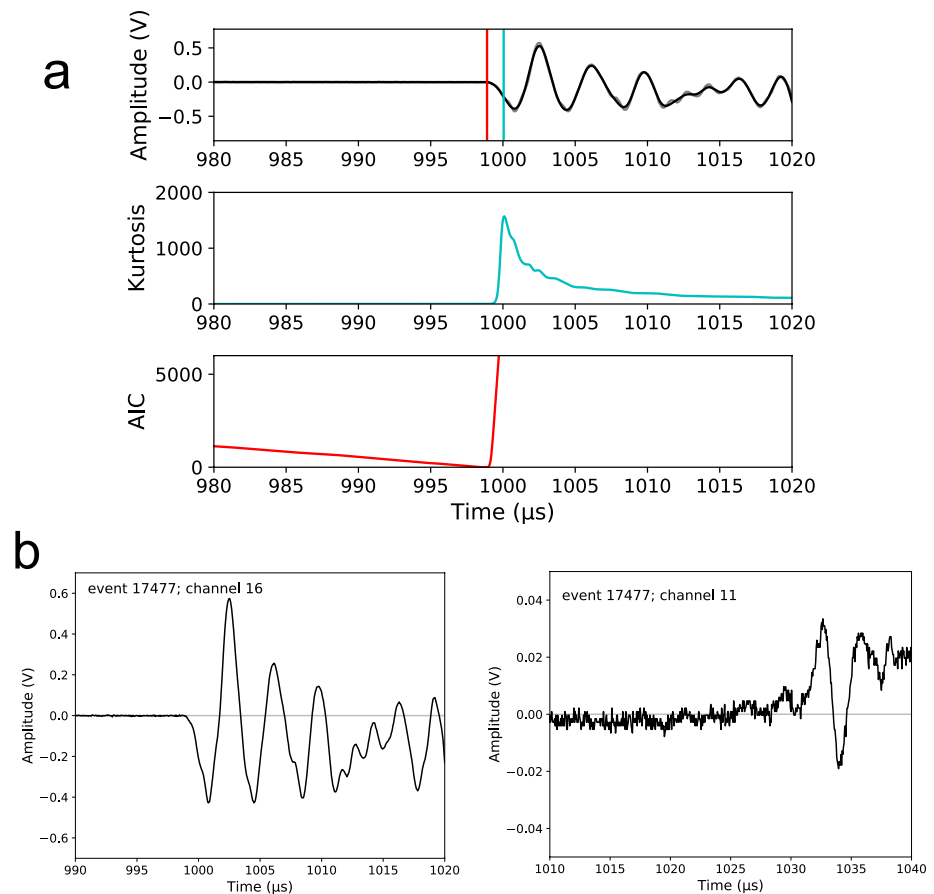 a
Amplitude (V)
0.5
0.0
−0.5
980 985 990 995 1000 1005 1010 1015 1020
Kurtosis
2000
1000
0
980 985 990 995 1000 1005 1010 1015 1020
AIC
5000
0
980 985 990 995 1000 1005 1010 1015 1020
Time (µs)
b
event 17477; channel 16
Amplitude (V)
0.6
0.4
0.2
0.0
−0.2
−0.4
−0.6
990 995 1000 1005 1010 1015 1020
Time (µs)
event 17477; channel 11
Amplitude (V)
0.04
0.02
0.00
−0.02
−0.04
1010 1015 1020 1025 1030 1035 1040
Time (µs)